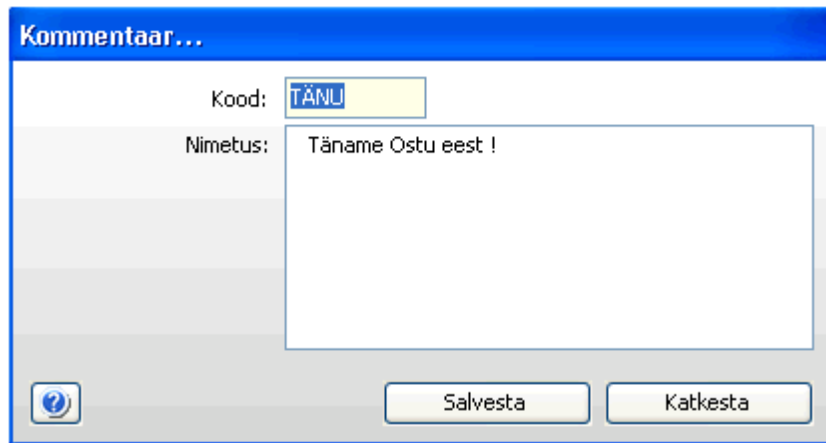 Kommentaar...
Kood: TÄNU
Nimetus: Täname Ostu eest !
Salvesta Katkesta